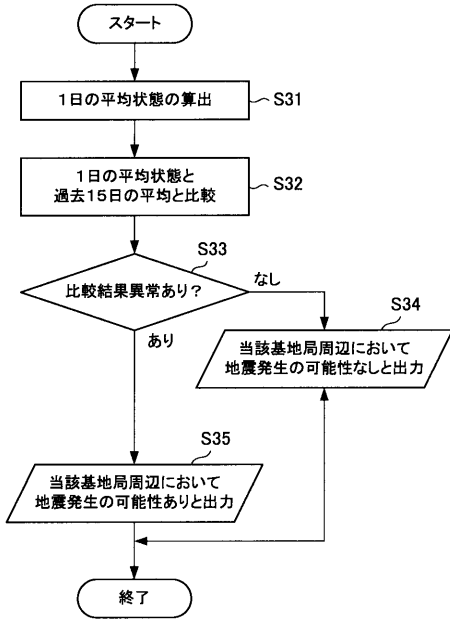 スタート
1日の平均状態の算出
S31
1日の平均状態と
過去15日の平均と比較
S32
S33
比較結果異常あり?
なし
あり
S34
当該基地局周辺において
地震発生の可能性なしと出力
S35
当該基地局周辺において
地震発生の可能性ありと出力
終了